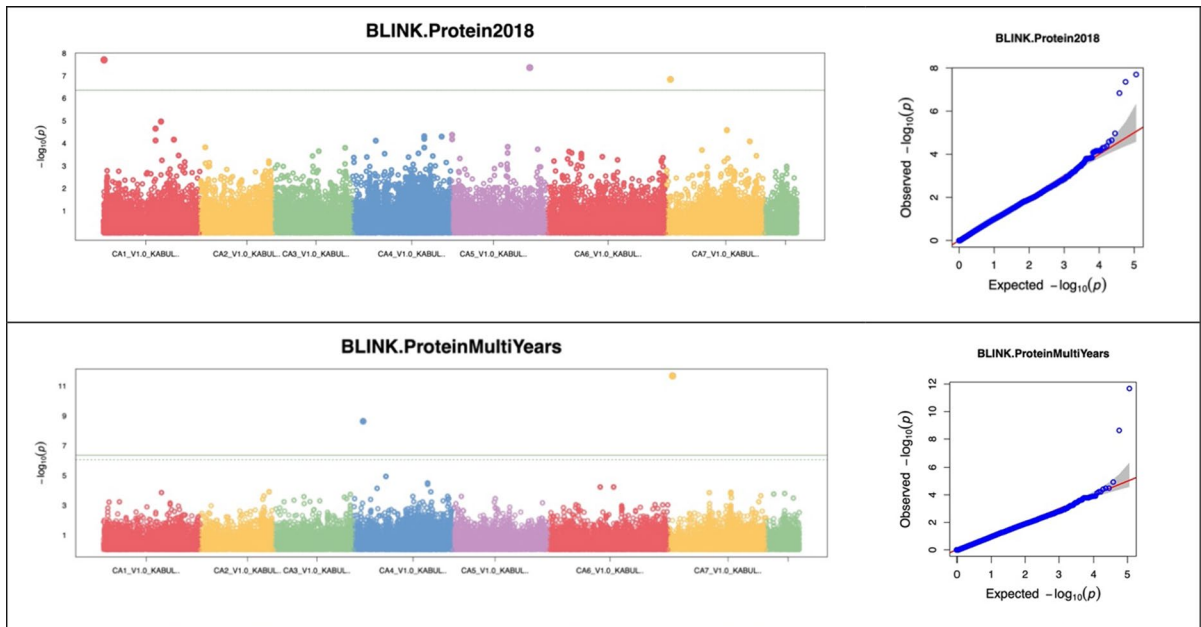 BLINK.Protein2018
8
7
6
5
4
3
2
1
−log10(p)
CA1_V1.0_KABUL.. CA2_V1.0_KABUL.. CA3_V1.0_KABUL.. CA4_V1.0_KABUL.. CA5_V1.0_KABUL.. CA6_V1.0_KABUL.. CA7_V1.0_KABUL..
BLINK.Protein2018
8
6
4
2
0
Observed −log10(p)
0 1 2 3 4 5
Expected −log10(p)
BLINK.ProteinMultiYears
11
9
7
5
3
1
−log10(p)
CA1_V1.0_KABUL.. CA2_V1.0_KABUL.. CA3_V1.0_KABUL.. CA4_V1.0_KABUL.. CA5_V1.0_KABUL.. CA6_V1.0_KABUL.. CA7_V1.0_KABUL..
BLINK.ProteinMultiYears
12
10
8
6
4
2
0
Observed −log10(p)
0 1 2 3 4 5
Expected −log10(p)